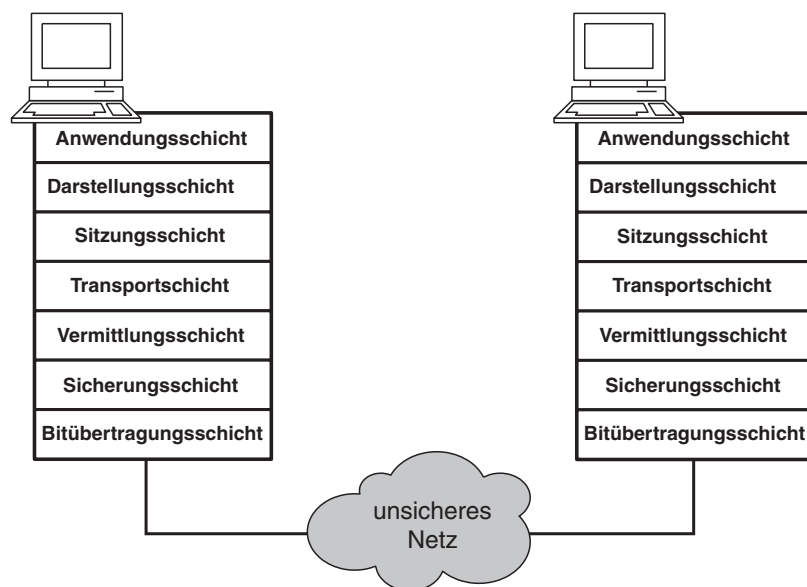 Anwendungsschicht
Darstellungsschicht
Sitzungsschicht
Transportschicht
Vermittlungsschicht
Sicherungsschicht
Bitübertragungsschicht
Anwendungsschicht
Darstellungsschicht
Sitzungsschicht
Transportschicht
Vermittlungsschicht
Sicherungsschicht
Bitübertragungsschicht
unsicheres
Netz